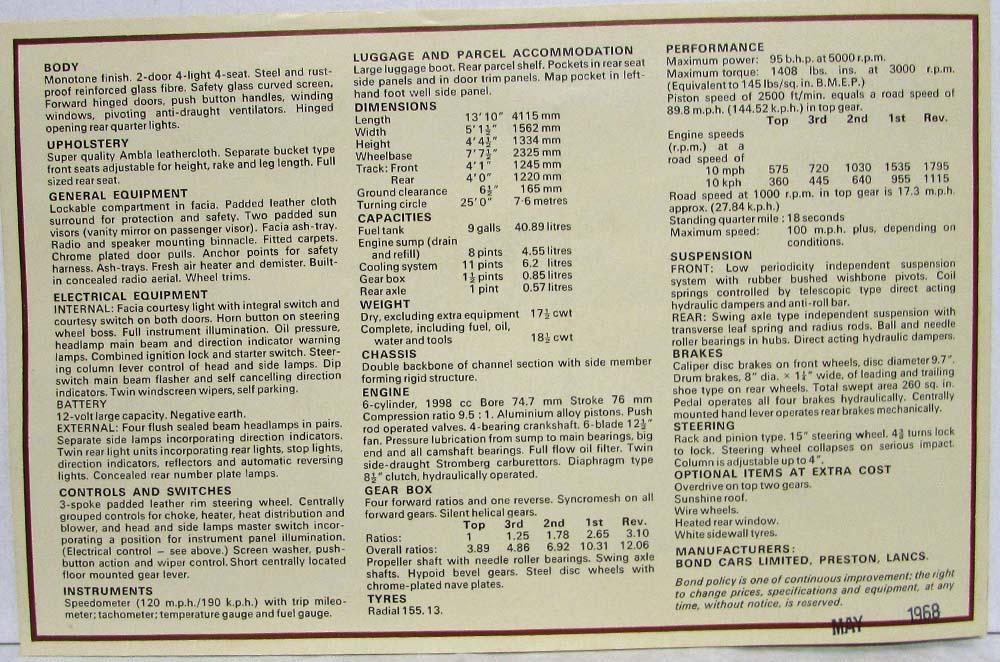 BODY
Monotone finish. 2-door 4-light 4-seat. Steel and rust-
proof reinforced glass fibre. Safety glass curved screen.
Forward hinged doors, push button handles, winding
windows, pivoting anti-draught ventilators. Hinged
opening rear quarter lights.
UPHOLSTERY
Super quality Ambla leathercloth. Separate bucket type
front seats adjustable for height, rake and leg length. Full
sized rear seat.
GENERAL EQUIPMENT
Lockable compartment in facia. Padded leather cloth
surround for protection and safety. Two padded sun
visors (vanity mirror on passenger visor). Facia ash-tray.
Radio and speaker mounting binnacle. Fitted carpets.
Chrome plated door pulls. Anchor points for safety
harness. Ash-trays. Fresh air heater and demister. Built-
in concealed radio aerial. Wheel trims.
ELECTRICAL EQUIPMENT
INTERNAL: Facia courtesy light with integral switch and
courtesy switch on both doors. Horn button on steering
wheel boss. Full instrument illumination. Oil pressure,
headlamp main beam and direction indicator warning
lamps. Combined ignition lock and starter switch. Steer-
ing column lever control of head and side lamps. Dip
switch main beam flasher and self cancelling direction
indicators. Twin windscreen wipers, self parking.
BATTERY
12-volt large capacity. Negative earth.
EXTERNAL: Four flush sealed beam headlamps in pairs.
Separate side lamps incorporating direction indicators.
Twin rear light units incorporating rear lights, stop lights,
direction indicators, reflectors and automatic reversing
lights. Concealed rear number plate lamps.
CONTROLS AND SWITCHES
3-spoke padded leather rim steering wheel. Centrally
grouped controls for choke, heater, heat distribution and
blower, and head and side lamps master switch incor-
porating a position for instrument panel illumination.
(Electrical control – see above.) Screen washer, push-
button action and wiper control. Short centrally located
floor mounted gear lever.
INSTRUMENTS
Speedometer (120 m.p.h./190 k.p.h.) with trip mileo-
meter; tachometer; temperature gauge and fuel gauge.
LUGGAGE AND PARCEL ACCOMMODATION
Large luggage boot. Rear parcel shelf. Pockets in rear seat
side panels and in door trim panels. Map pocket in left-
hand foot well side panel.
DIMENSIONS
Length 13'10" 4115 mm
Width 5'1½" 1562 mm
Height 4'4½" 1334 mm
Wheelbase 7'7½" 2325 mm
Track: Front 4'1" 1245 mm
Rear 4'0" 1220 mm
Ground clearance 6½" 165 mm
Turning circle 25'0" 7·6 metres
CAPACITIES
Fuel tank 9 galls 40.89 litres
Engine sump (drain
and refill) 8 pints 4.55 litres
Cooling system 11 pints 6.2 litres
Gear box 1½ pints 0.85 litres
Rear axle 1 pint 0.57 litres
WEIGHT
Dry, excluding extra equipment 17½ cwt
Complete, including fuel, oil,
water and tools 18½ cwt
CHASSIS
Double backbone of channel section with side member
forming rigid structure.
ENGINE
6-cylinder, 1998 cc Bore 74.7 mm Stroke 76 mm
Compression ratio 9.5 : 1. Aluminium alloy pistons. Push
rod operated valves. 4-bearing crankshaft. 6-blade 12½"
fan. Pressure lubrication from sump to main bearings, big
end and all camshaft bearings. Full flow oil filter. Twin
side-draught Stromberg carburettors. Diaphragm type
8½" clutch, hydraulically operated.
GEAR BOX
Four forward ratios and one reverse. Syncromesh on all
forward gears. Silent helical gears.
Top 3rd 2nd 1st Rev.
Ratios: 1 1.25 1.78 2.65 3.10
Overall ratios: 3.89 4.86 6.92 10.31 12.06
Propeller shaft with needle roller bearings. Swing axle
shafts. Hypoid bevel gears. Steel disc wheels with
chrome-plated nave plates.
TYRES
Radial 155. 13.
PERFORMANCE
Maximum power: 95 b.h.p. at 5000 r.p.m.
Maximum torque: 1408 lbs. ins. at 3000 r.p.m.
(Equivalent to 145 lbs/sq. in. B.M.E.P.)
Piston speed of 2500 ft/min. equals a road speed of
89.8 m.p.h. (144.52 k.p.h.) in top gear.
Top 3rd 2nd 1st Rev.
Engine speeds
(r.p.m.) at a
road speed of
10 mph 575 720 1030 1535 1795
10 kph 360 445 640 955 1115
Road speed at 1000 r.p.m. in top gear is 17.3 m.p.h.
approx. (27.84 k.p.h.)
Standing quarter mile : 18 seconds
Maximum speed: 100 m.p.h. plus, depending on
conditions.
SUSPENSION
FRONT: Low periodicity independent suspension
system with rubber bushed wishbone pivots. Coil
springs controlled by telescopic type direct acting
hydraulic dampers and anti-roll bar.
REAR: Swing axle type independent suspension with
transverse leaf spring and radius rods. Ball and needle
roller bearings in hubs. Direct acting hydraulic dampers.
BRAKES
Caliper disc brakes on front wheels, disc diameter 9.7".
Drum brakes, 8" dia. × 1¼" wide, of leading and trailing
shoe type on rear wheels. Total swept area 260 sq. in.
Pedal operates all four brakes hydraulically. Centrally
mounted hand lever operates rear brakes mechanically.
STEERING
Rack and pinion type. 15" steering wheel. 4⅜ turns lock
to lock. Steering wheel collapses on serious impact.
Column is adjustable up to 4".
OPTIONAL ITEMS AT EXTRA COST
Overdrive on top two gears.
Sunshine roof.
Wire wheels.
Heated rear window.
White sidewall tyres.
MANUFACTURERS:
BOND CARS LIMITED, PRESTON, LANCS.
Bond policy is one of continuous improvement; the right
to change prices, specifications and equipment, at any
time, without notice, is reserved.
MAY 1968